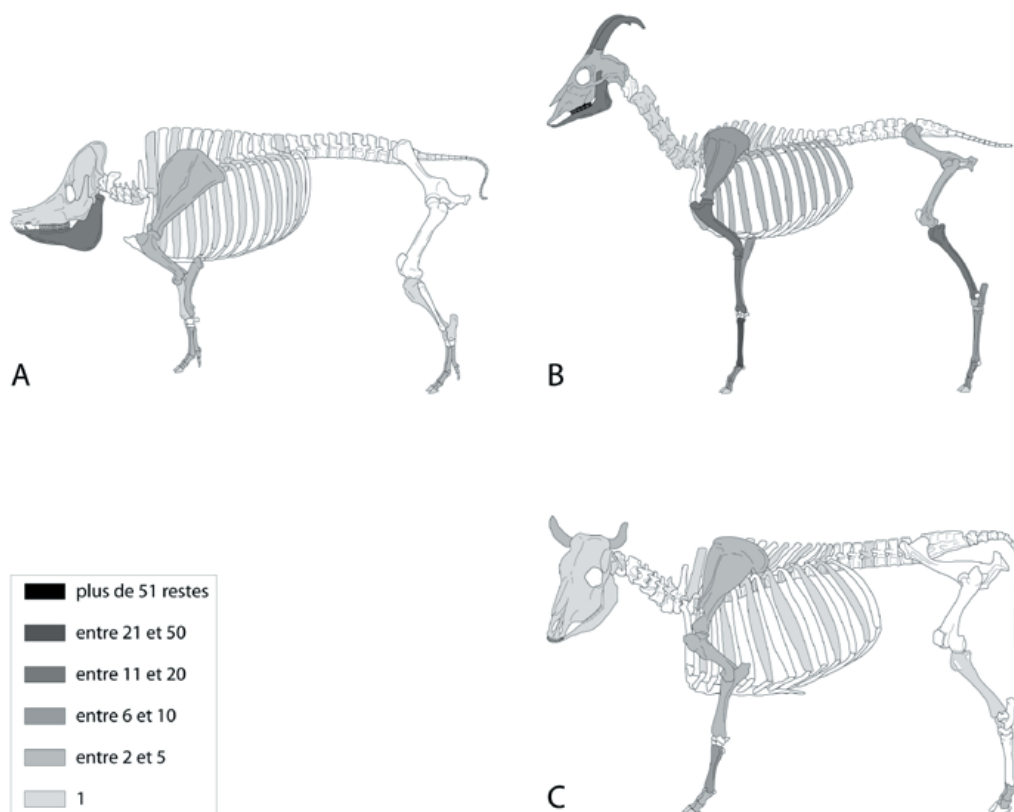 A
B
plus de 51 restes
entre 21 et 50
entre 11 et 20
entre 6 et 10
entre 2 et 5
1
C